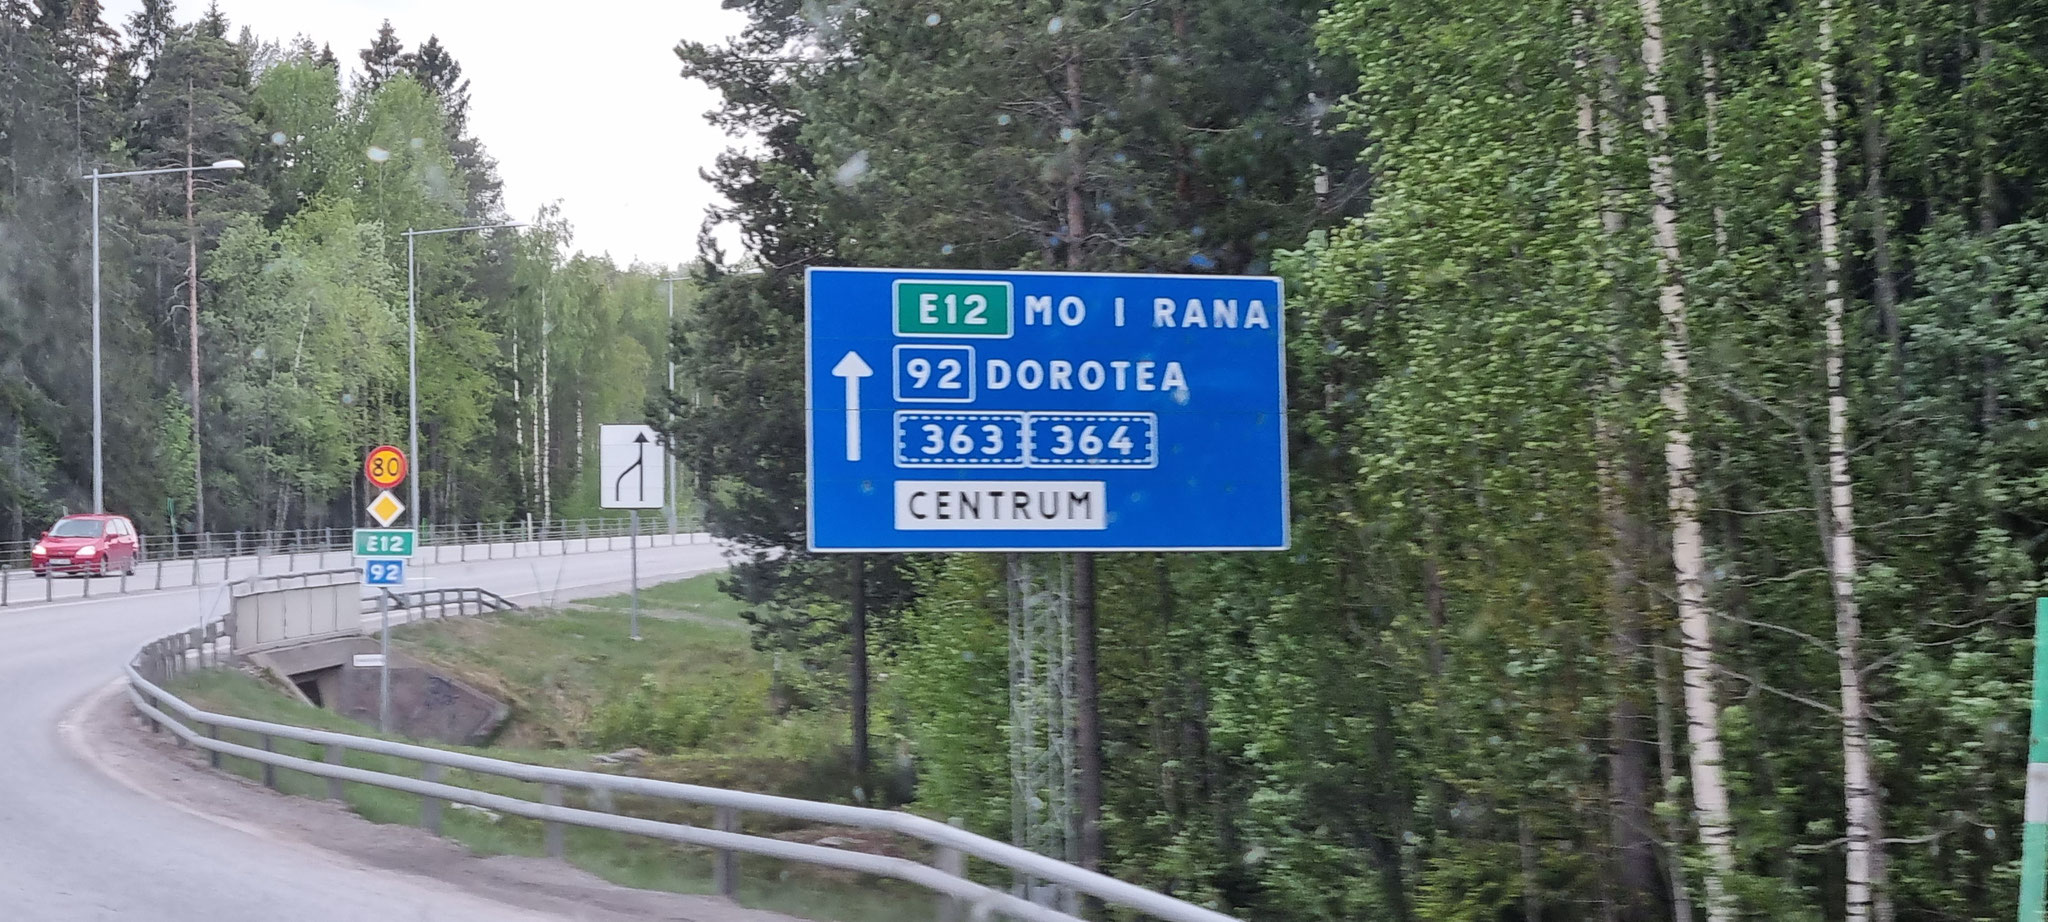 E12 MO I RANA
92 DOROTEA
363 364
CENTRUM
80
E12
92